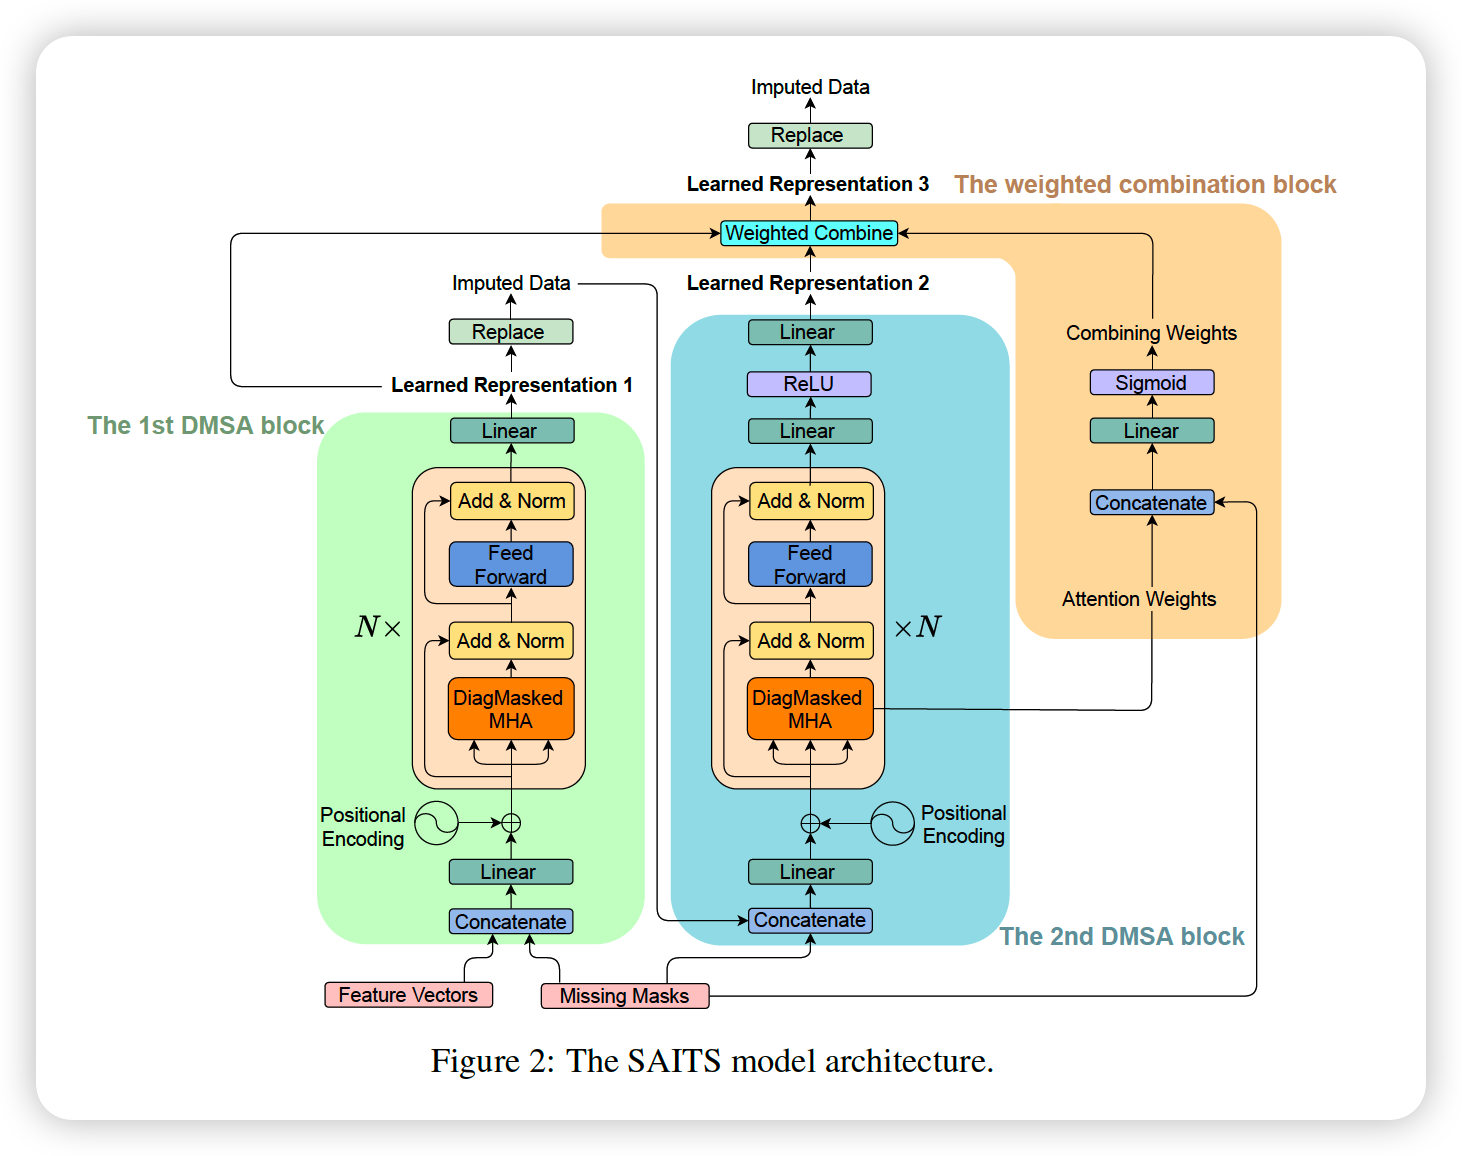 Imputed Data
Replace
Learned Representation 3
The weighted combination block
Weighted Combine
Imputed Data
Learned Representation 2
Replace
Linear
Combining Weights
Learned Representation 1
ReLU
Sigmoid
The 1st DMSA block
Linear
Linear
Linear
Add & Norm
Add & Norm
Concatenate
Feed
Forward
Feed
Forward
Attention Weights
N×
Add & Norm
Add & Norm
×N
DiagMasked
MHA
DiagMasked
MHA
Positional
Encoding
Positional
Encoding
Linear
Linear
Concatenate
Concatenate
The 2nd DMSA block
Feature Vectors
Missing Masks
Figure 2: The SAITS model architecture.